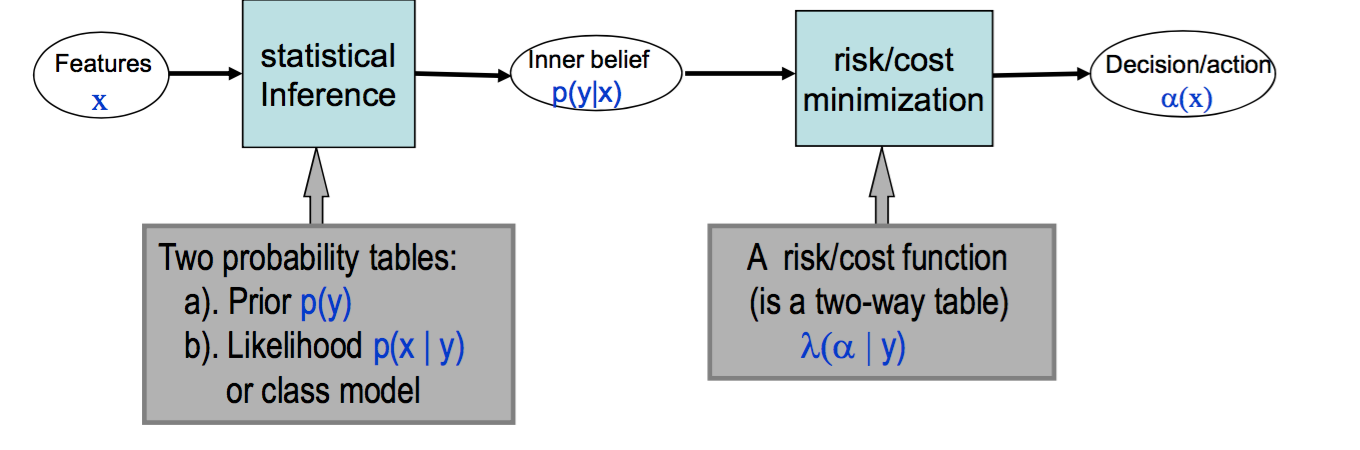 Features
x
statistical
Inference
Inner belief
p(y|x)
risk/cost
minimization
Decision/action
α(x)
Two probability tables:
a). Prior p(y)
b). Likelihood p(x | y)
or class model
A risk/cost function
(is a two-way table)
λ(α | y)